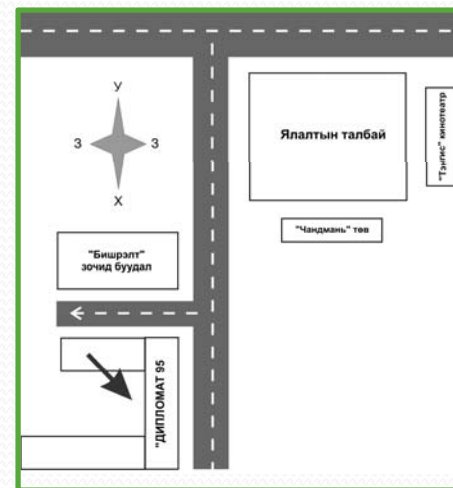 У
З З
Х
Ялалтын талбай
"Тэнгис" кинотеатр
"Чандмань" төв
"Бишрэлт"
зочид буудал
"ДИПЛОМАТ 95